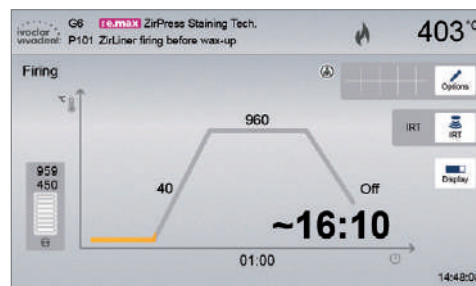 ivoclar vivadent:
G6 e.max ZirPress Staining Tech.
P101 ZirLiner firing before wax-up
403 °C
Firing
Options
°C
960
IRT IRT
959
450
40
Off
Display
~16:10
01:00
14:48:0